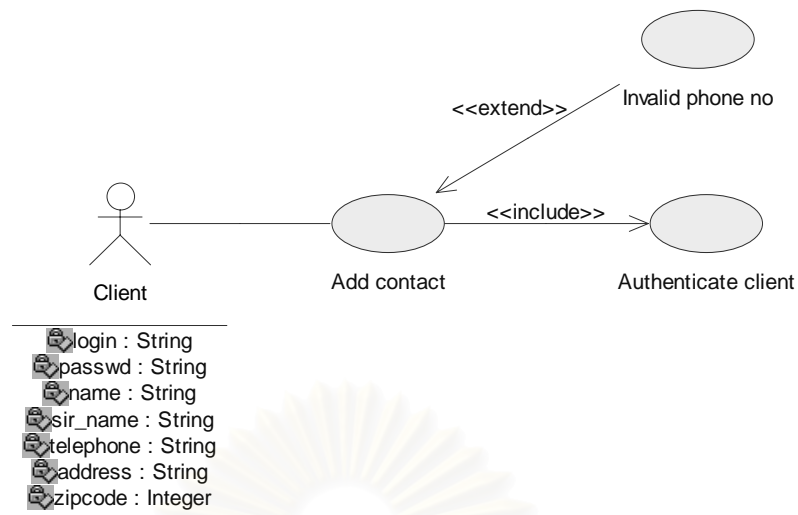 Invalid phone no
<<extend>>
<<include>>
Client
Add contact
Authenticate client
login : String
passwd : String
name : String
sir_name : String
telephone : String
address : String
zipcode : Integer